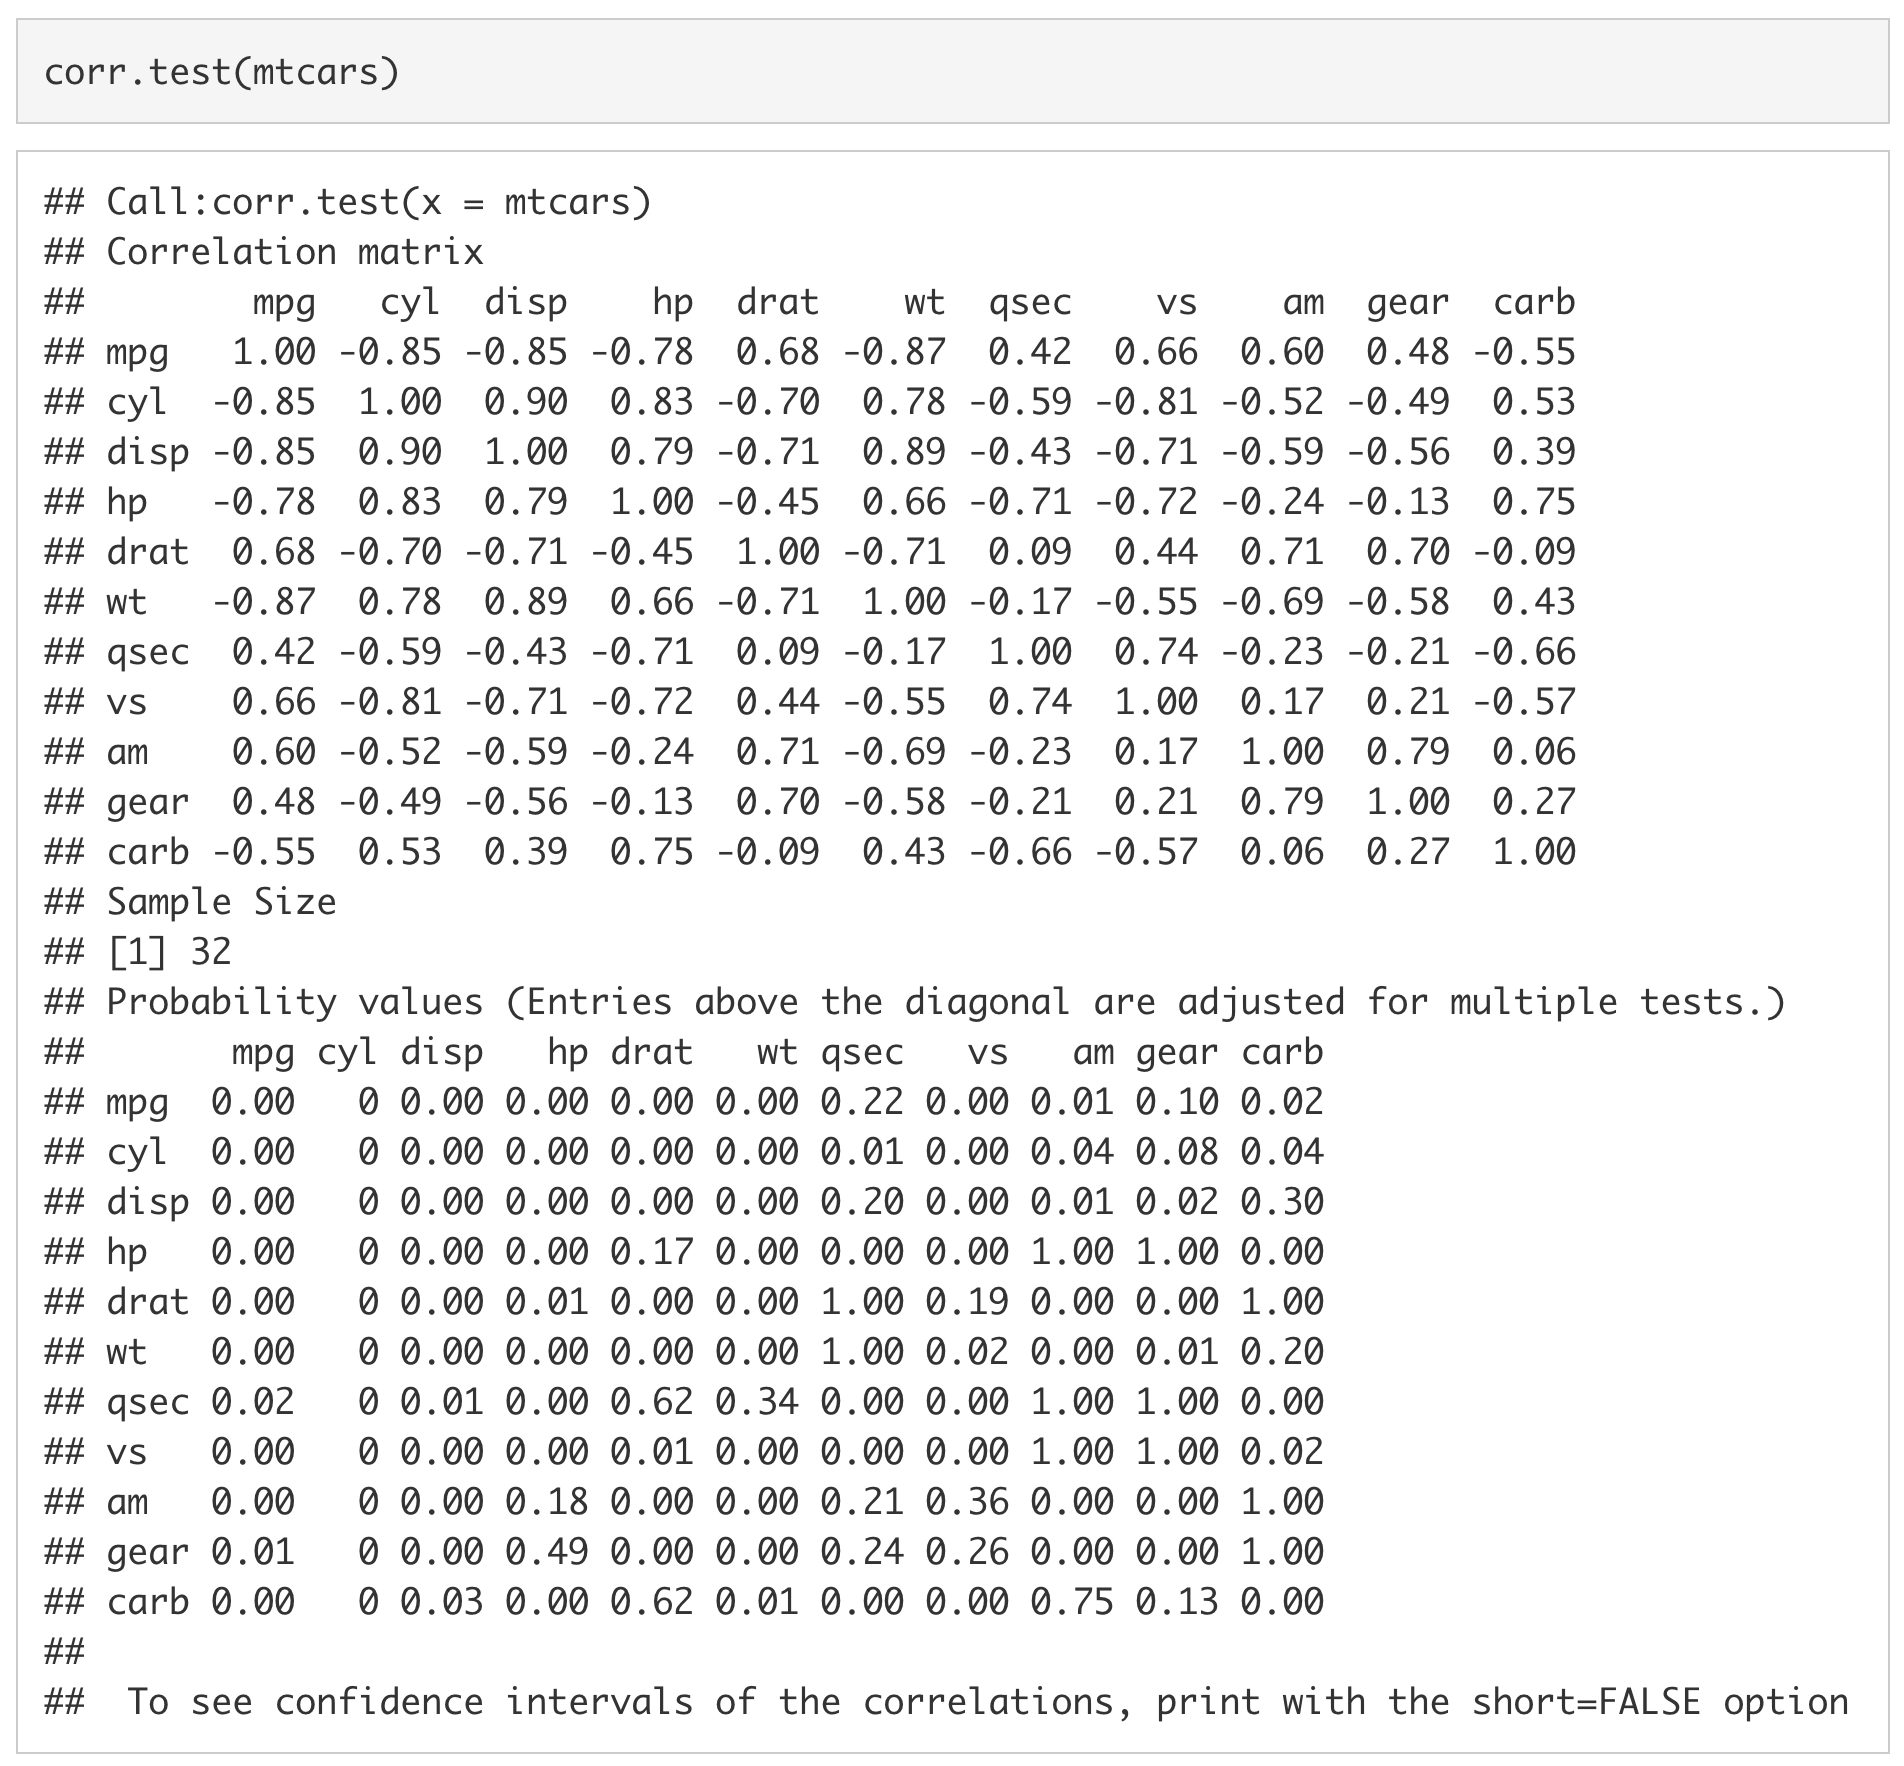 corr.test(mtcars)
## Call:corr.test(x = mtcars)
## Correlation matrix
##        mpg   cyl  disp    hp  drat    wt  qsec    vs    am  gear  carb
## mpg   1.00 -0.85 -0.85 -0.78  0.68 -0.87  0.42  0.66  0.60  0.48 -0.55
## cyl  -0.85  1.00  0.90  0.83 -0.70  0.78 -0.59 -0.81 -0.52 -0.49  0.53
## disp -0.85  0.90  1.00  0.79 -0.71  0.89 -0.43 -0.71 -0.59 -0.56  0.39
## hp   -0.78  0.83  0.79  1.00 -0.45  0.66 -0.71 -0.72 -0.24 -0.13  0.75
## drat  0.68 -0.70 -0.71 -0.45  1.00 -0.71  0.09  0.44  0.71  0.70 -0.09
## wt   -0.87  0.78  0.89  0.66 -0.71  1.00 -0.17 -0.55 -0.69 -0.58  0.43
## qsec  0.42 -0.59 -0.43 -0.71  0.09 -0.17  1.00  0.74 -0.23 -0.21 -0.66
## vs    0.66 -0.81 -0.71 -0.72  0.44 -0.55  0.74  1.00  0.17  0.21 -0.57
## am    0.60 -0.52 -0.59 -0.24  0.71 -0.69 -0.23  0.17  1.00  0.79  0.06
## gear  0.48 -0.49 -0.56 -0.13  0.70 -0.58 -0.21  0.21  0.79  1.00  0.27
## carb -0.55  0.53  0.39  0.75 -0.09  0.43 -0.66 -0.57  0.06  0.27  1.00
## Sample Size
## [1] 32
## Probability values (Entries above the diagonal are adjusted for multiple tests.)
##       mpg cyl disp   hp drat   wt qsec   vs   am gear carb
## mpg  0.00   0 0.00 0.00 0.00 0.00 0.22 0.00 0.01 0.10 0.02
## cyl  0.00   0 0.00 0.00 0.00 0.00 0.01 0.00 0.04 0.08 0.04
## disp 0.00   0 0.00 0.00 0.00 0.00 0.20 0.00 0.01 0.02 0.30
## hp   0.00   0 0.00 0.00 0.17 0.00 0.00 0.00 1.00 1.00 0.00
## drat 0.00   0 0.00 0.01 0.00 0.00 1.00 0.19 0.00 0.00 1.00
## wt   0.00   0 0.00 0.00 0.00 0.00 1.00 0.02 0.00 0.01 0.20
## qsec 0.02   0 0.01 0.00 0.62 0.34 0.00 0.00 1.00 1.00 0.00
## vs   0.00   0 0.00 0.00 0.01 0.00 0.00 0.00 1.00 1.00 0.02
## am   0.00   0 0.00 0.18 0.00 0.00 0.21 0.36 0.00 0.00 1.00
## gear 0.01   0 0.00 0.49 0.00 0.00 0.24 0.26 0.00 0.00 1.00
## carb 0.00   0 0.03 0.00 0.62 0.01 0.00 0.00 0.75 0.13 0.00
##
##  To see confidence intervals of the correlations, print with the short=FALSE option